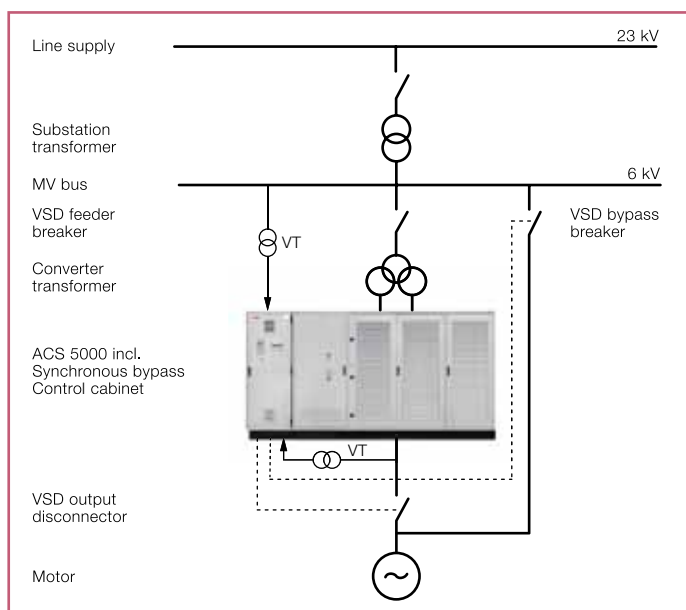 Line supply
23 kV
Substation
transformer
MV bus
6 kV
VSD feeder
breaker
VT
VSD bypass
breaker
Converter
transformer
ACS 5000 incl.
Synchronous bypass
Control cabinet
VT
VSD output
disconnector
Motor